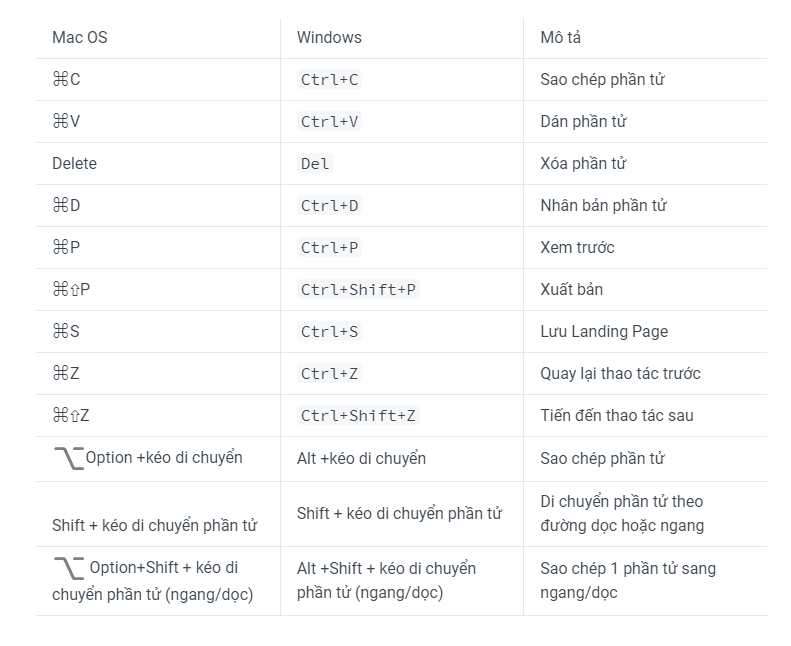 Mac OS Windows Mô tả
⌘C Ctrl+C Sao chép phần tử
⌘V Ctrl+V Dán phần tử
Delete Del Xóa phần tử
⌘D Ctrl+D Nhân bản phần tử
⌘P Ctrl+P Xem trước
⌘⇧P Ctrl+Shift+P Xuất bản
⌘S Ctrl+S Lưu Landing Page
⌘Z Ctrl+Z Quay lại thao tác trước
⌘⇧Z Ctrl+Shift+Z Tiến đến thao tác sau
⌥Option +kéo di chuyển Alt +kéo di chuyển Sao chép phần tử
Shift + kéo di chuyển phần tử Shift + kéo di chuyển phần tử Di chuyển phần tử theo
đường dọc hoặc ngang
⌥ Option+Shift + kéo di Alt +Shift + kéo di chuyển Sao chép 1 phần tử sang
chuyển phần tử (ngang/dọc) phần tử (ngang/dọc) ngang/dọc